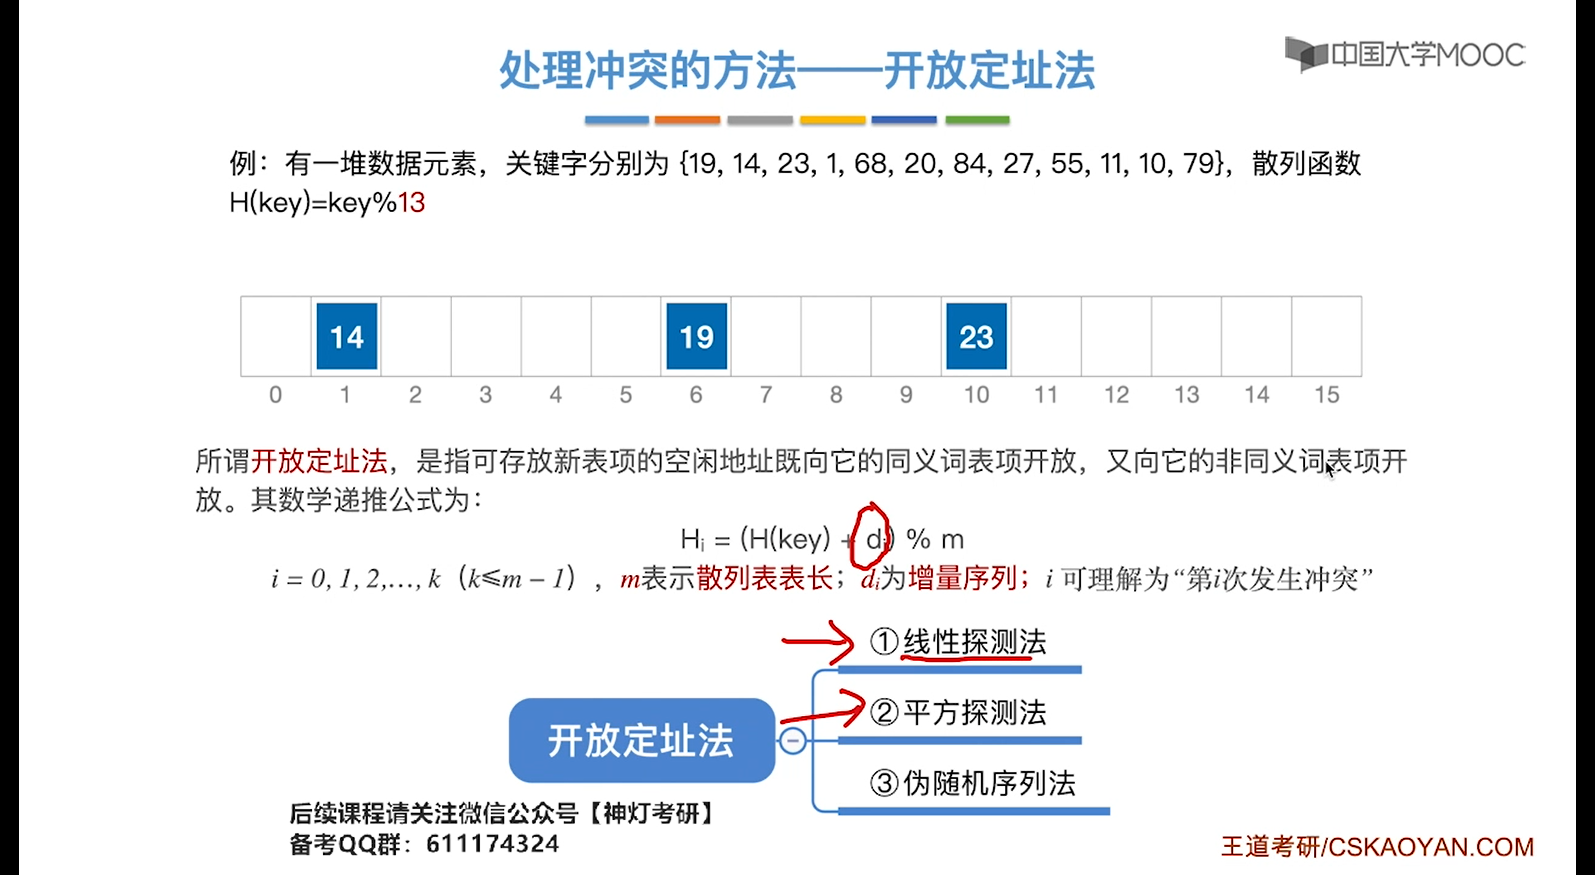 处理冲突的方法——开放定址法
中国大学MOOC
例：有一堆数据元素，关键字分别为 {19, 14, 23, 1, 68, 20, 84, 27, 55, 11, 10, 79}，散列函数
H(key)=key%13
14 19 23
0 1 2 3 4 5 6 7 8 9 10 11 12 13 14 15
所谓开放定址法，是指可存放新表项的空闲地址既向它的同义词表项开放，又向它的非同义词表项开
放。其数学递推公式为：
Hᵢ = (H(key) + dᵢ) % m
i = 0, 1, 2,…, k（k≤m − 1），m表示散列表表长；dᵢ为增量序列；i 可理解为“第i次发生冲突”
①线性探测法
②平方探测法
开放定址法
③伪随机序列法
后续课程请关注微信公众号【神灯考研】
备考QQ群：611174324
王道考研/CSKAOYAN.COM